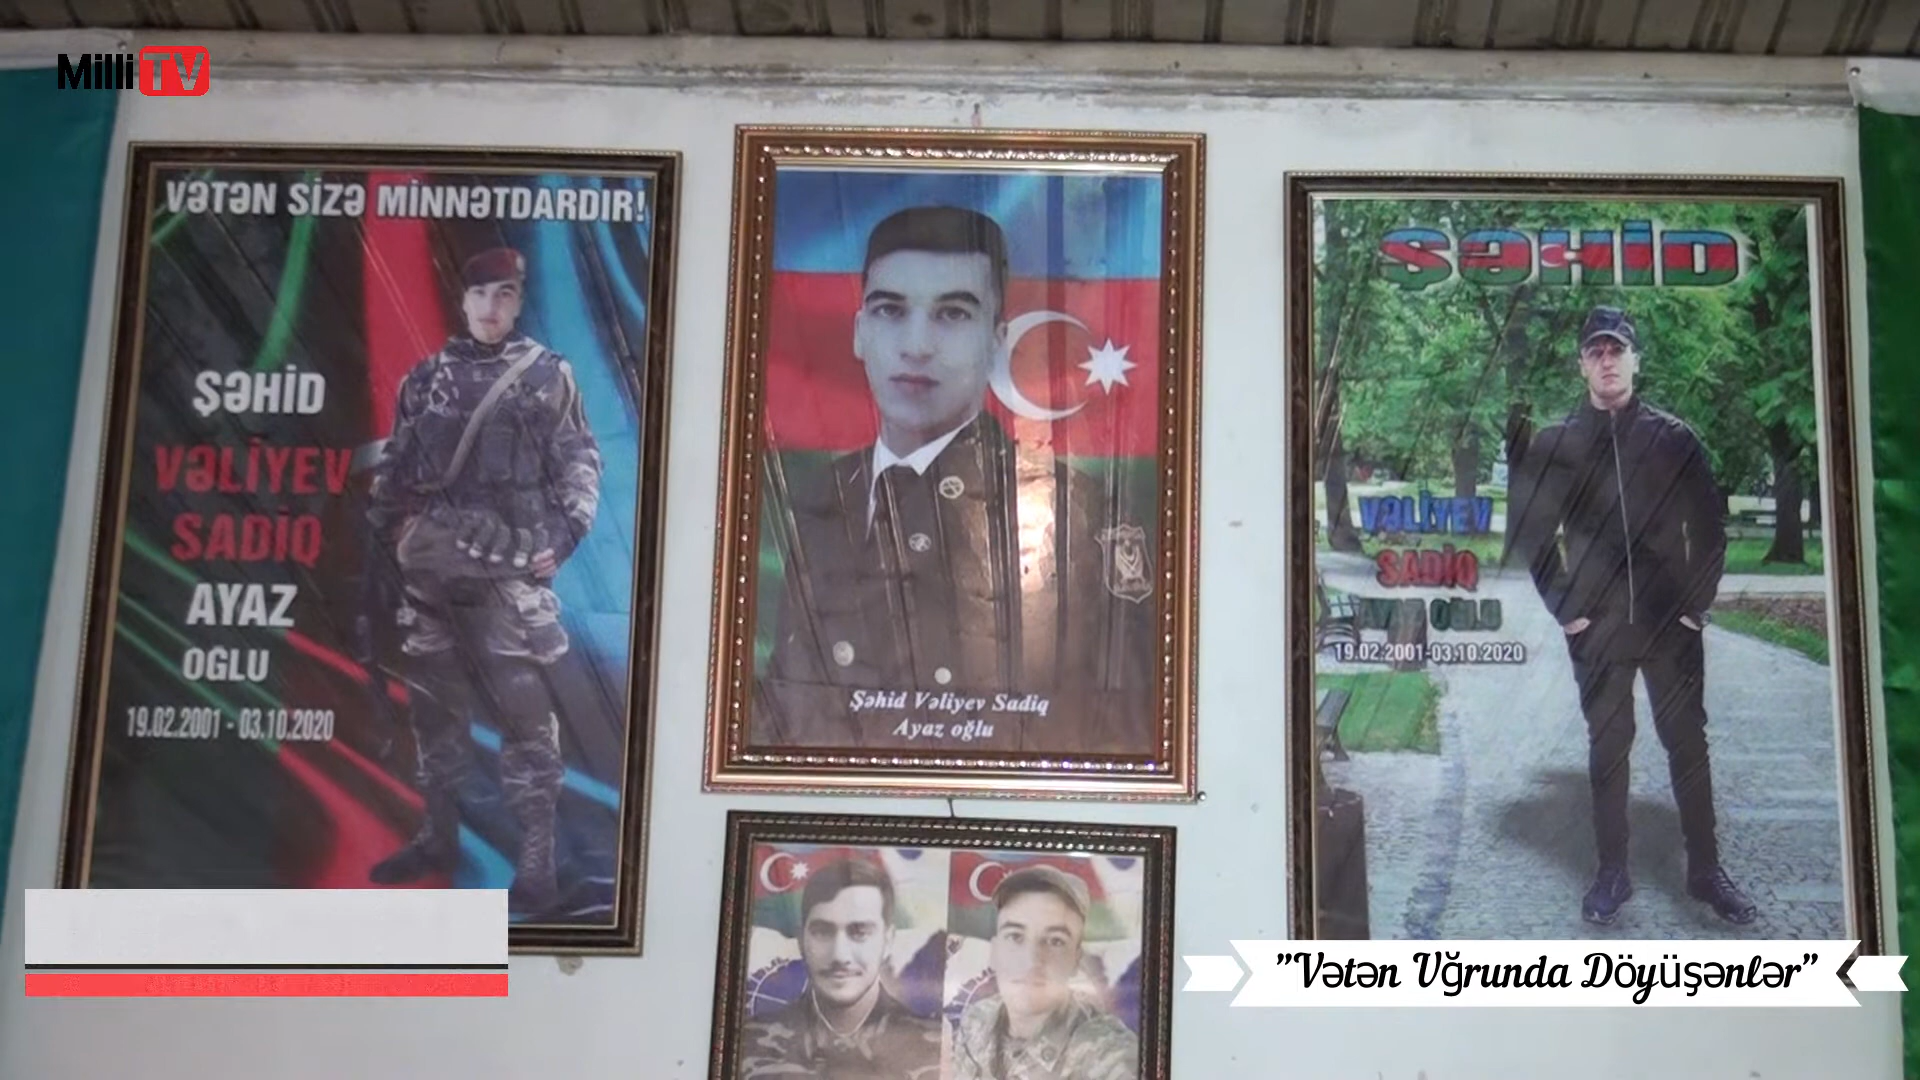 Milli TV
VƏTƏN SİZƏ MİNNƏTDARDIR!
ŞƏHİD
VƏLİYEV
SADİQ
AYAZ
OGLU
19.02.2001 - 03.10.2020
Şəhid Vəliyev Sadiq
Ayaz oğlu
ŞƏHİD
VƏLİYEV
SADİQ
AYAZ OĞLU
19.02.2001-03.10.2020
"Vətən Uğrunda Döyüşənlər"